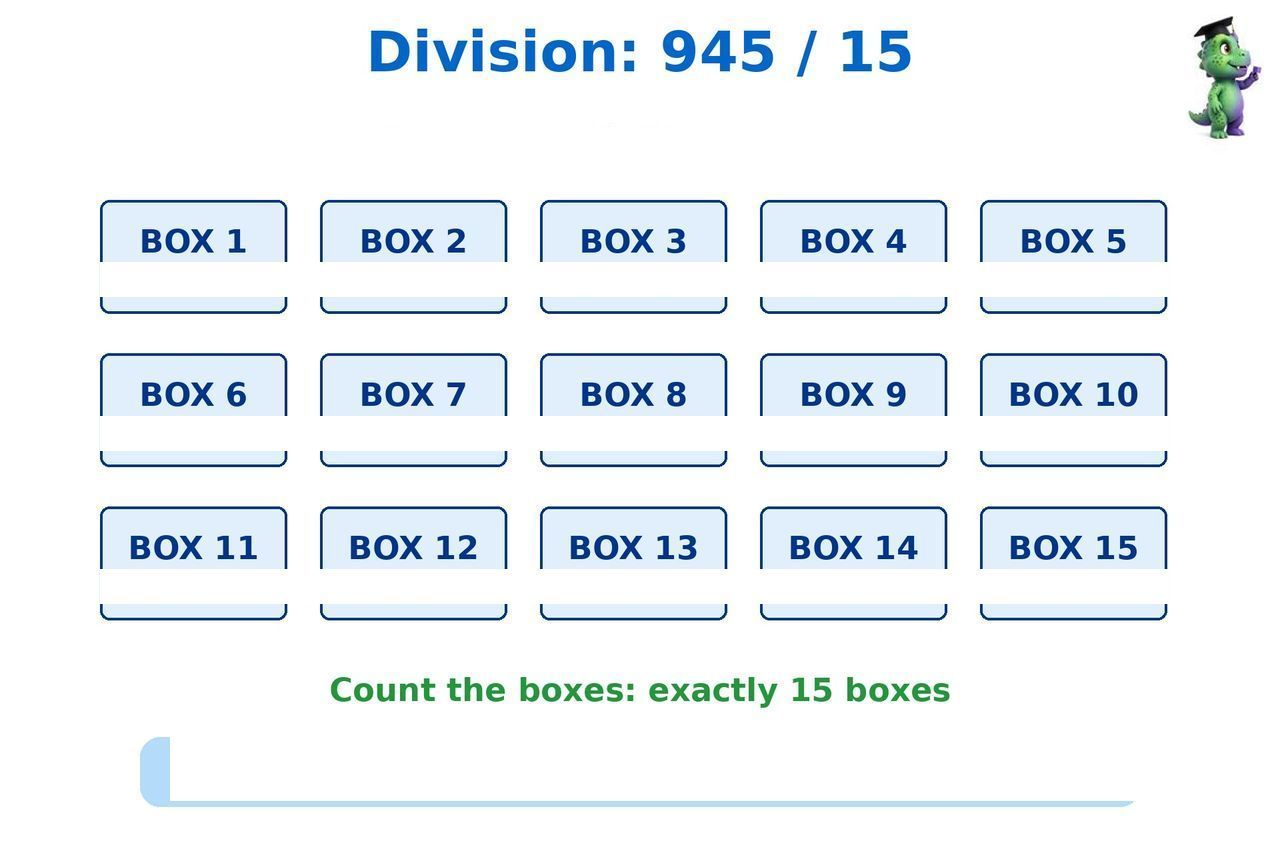 Division: 945 / 15
BOX 1 BOX 2 BOX 3 BOX 4 BOX 5
BOX 6 BOX 7 BOX 8 BOX 9 BOX 10
BOX 11 BOX 12 BOX 13 BOX 14 BOX 15
Count the boxes: exactly 15 boxes